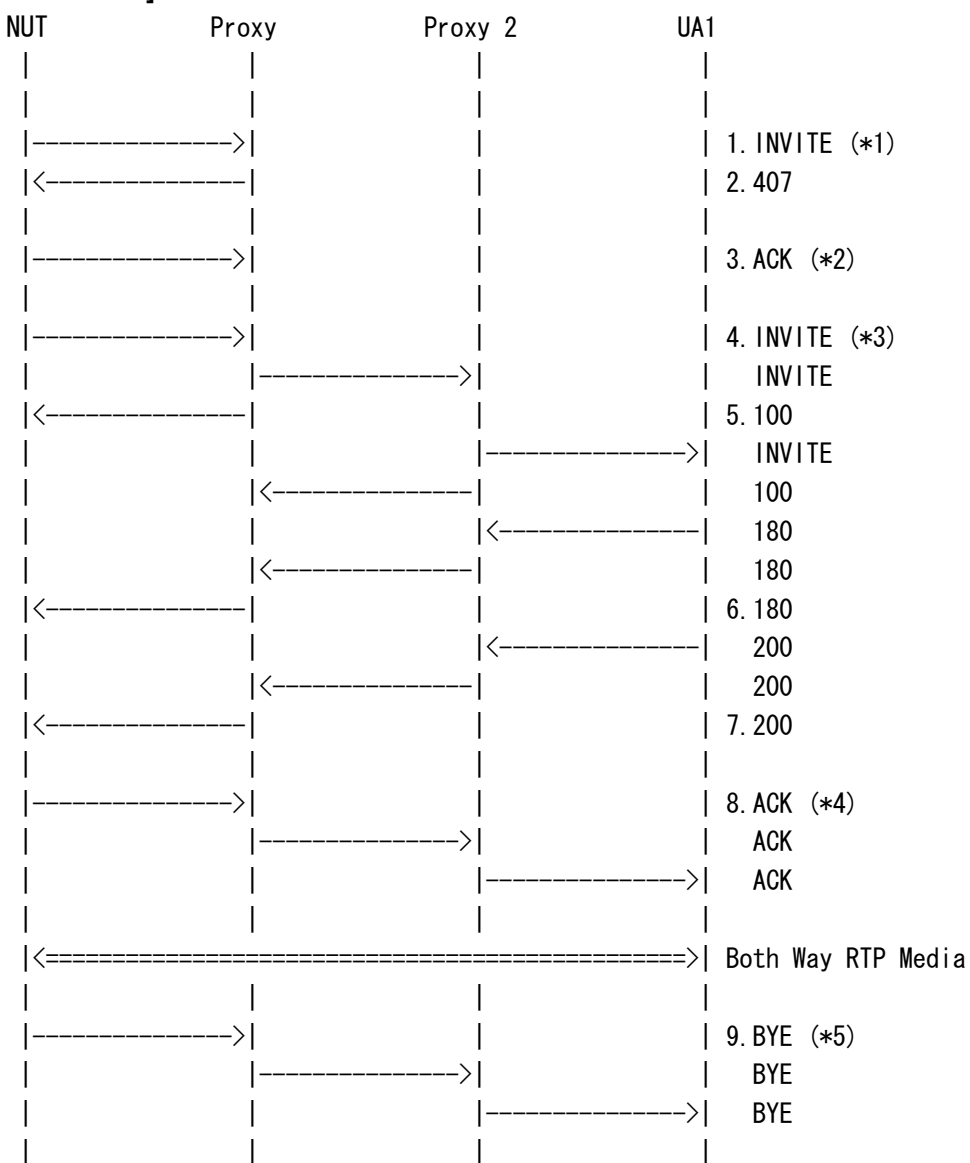 NUT Proxy Proxy 2 UA1
1. INVITE (*1)
2. 407
3. ACK (*2)
4. INVITE (*3)
INVITE
5. 100
INVITE
100
180
180
6. 180
200
200
7. 200
8. ACK (*4)
ACK
ACK
Both Way RTP Media
9. BYE (*5)
BYE
BYE